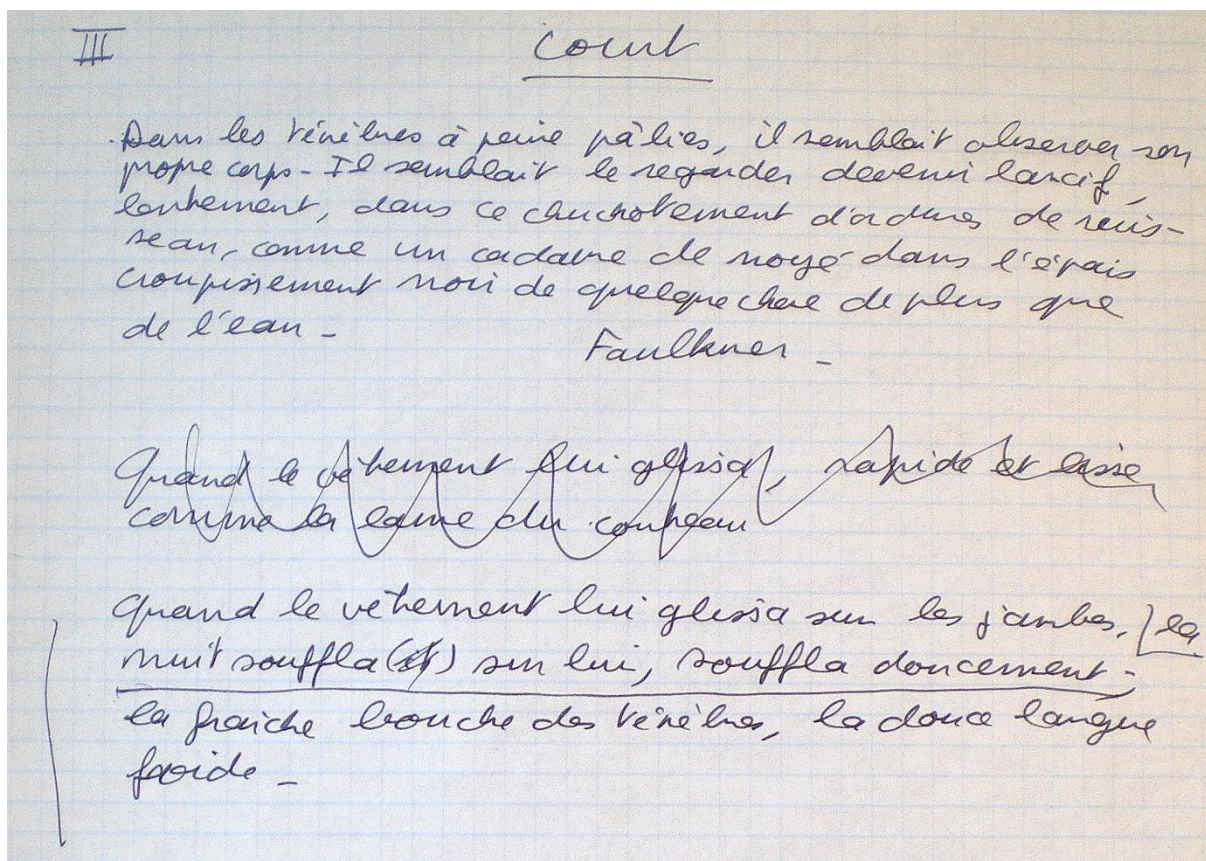 III
Court
Dans les ténèbres à peine pâlies, il semblait observer son
propre corps - Il semblait le regarder devenir lascif,
lentement, dans ce chuchotement d'ordures de ruis-
seau, comme un cadavre de noyé dans l'épais
croupissement noir de quelque chose de plus que
de l'eau -
Faulkner -
Quand le vêtement lui glissa, rapide et lisse
comme la lame du couteau
Quand le vêtement lui glissa sur les jambes, [la
nuit souffla sur lui, souffla doucement -,
la fraîche bouche des ténèbres, la douce langue
froide -